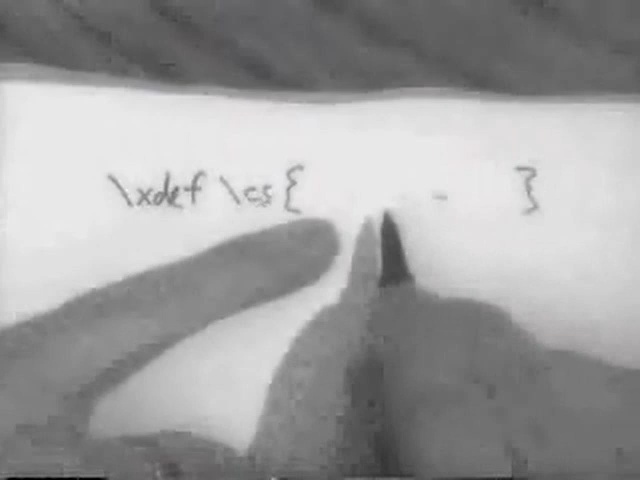 \xdef \cs{ - }